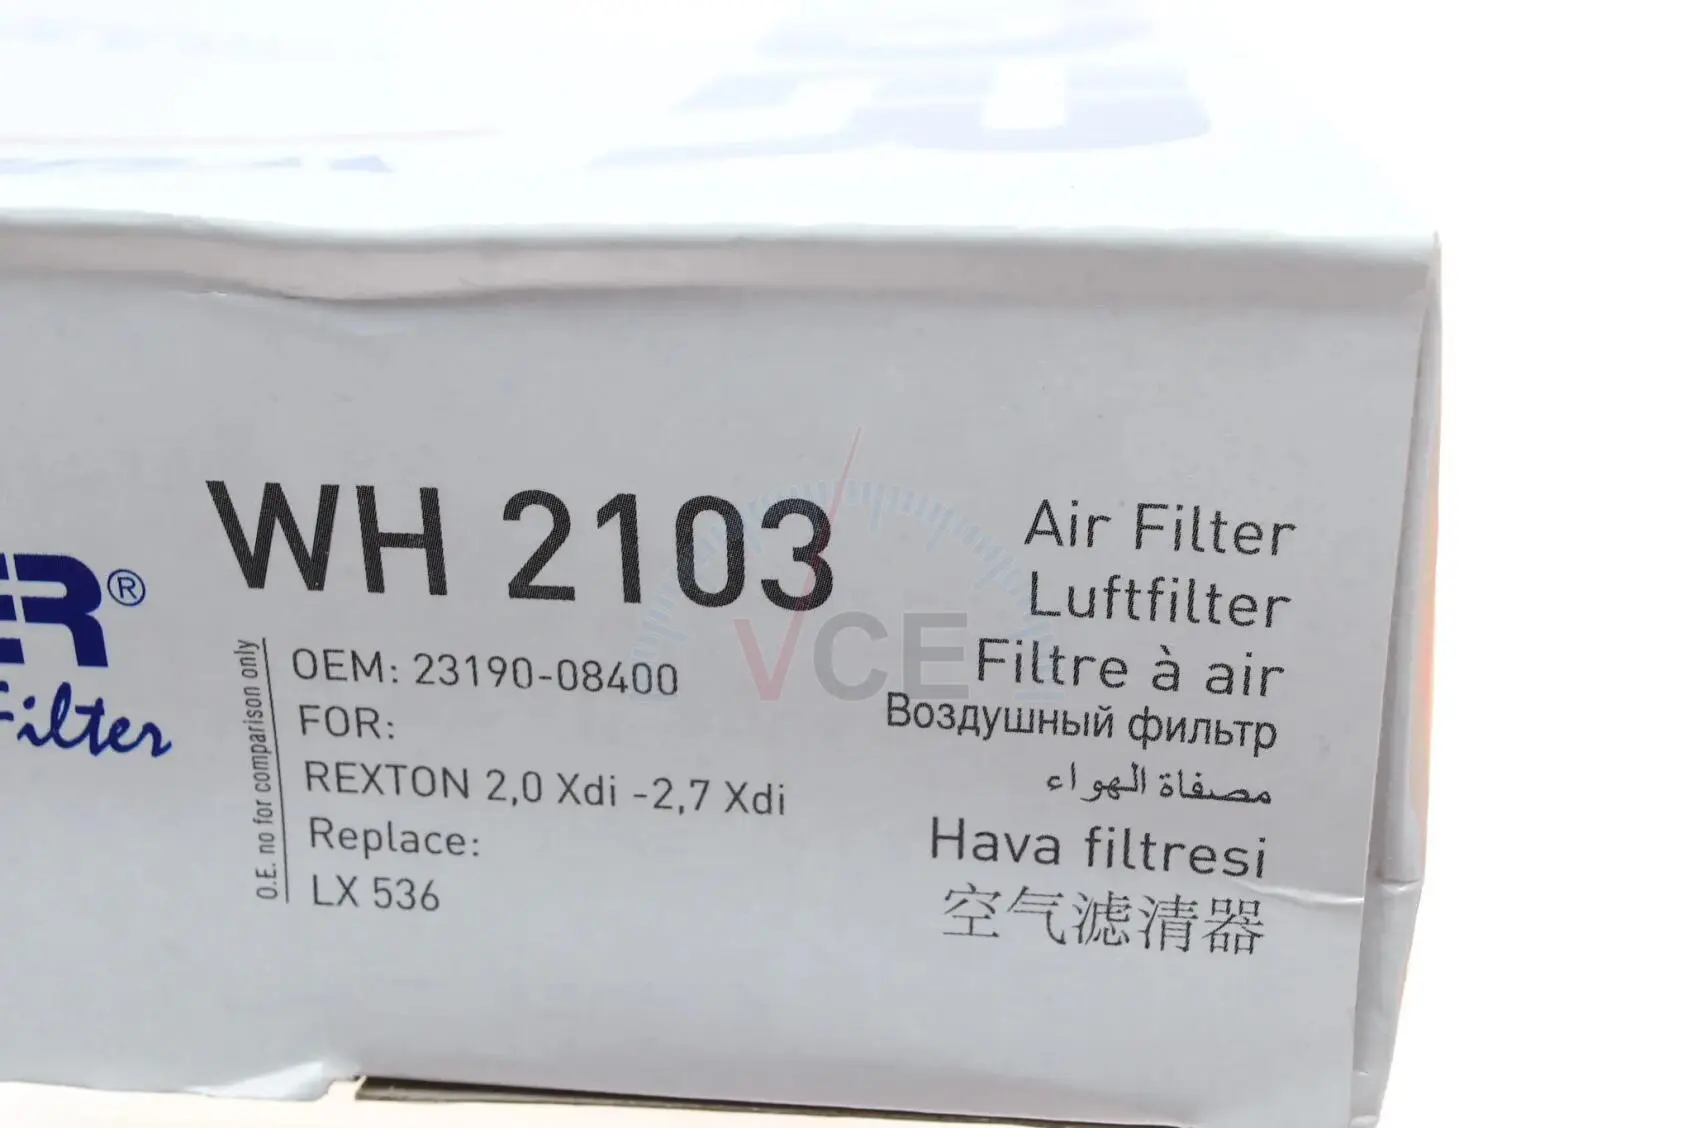 WH 2103
ER®
Filter
O.E. no for comparison only
OEM: 23190-08400
FOR:
REXTON 2,0 Xdi -2,7 Xdi
Replace:
LX 536
VCE
Air Filter
Luftfilter
Filtre à air
Воздушный фильтр
مصفاة الهواء
Hava filtresi
空气滤清器